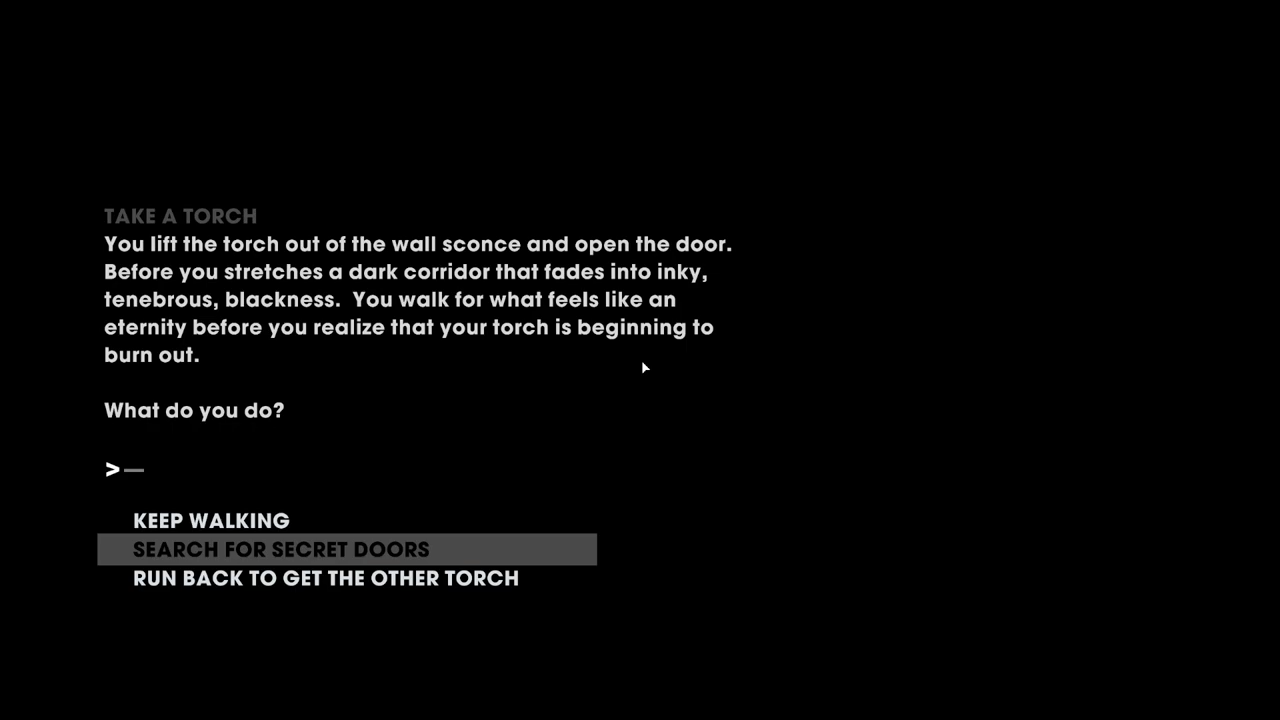 TAKE A TORCH
You lift the torch out of the wall sconce and open the door.
Before you stretches a dark corridor that fades into inky,
tenebrous, blackness.  You walk for what feels like an
eternity before you realize that your torch is beginning to
burn out.
What do you do?
>—
KEEP WALKING
SEARCH FOR SECRET DOORS
RUN BACK TO GET THE OTHER TORCH